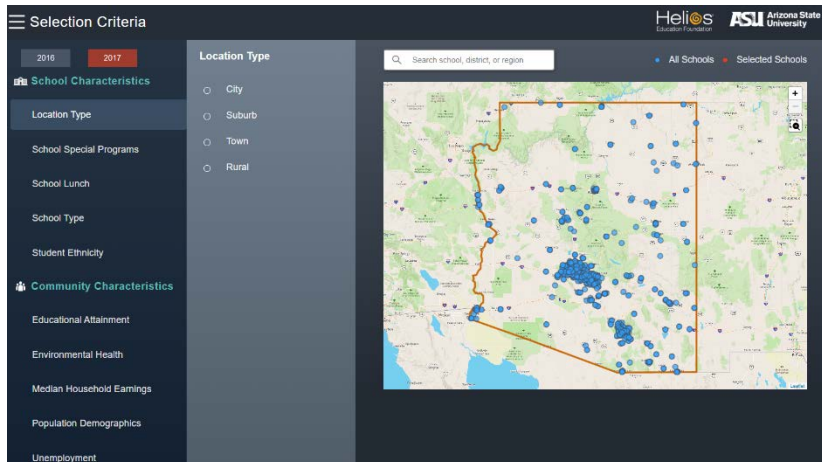 Selection Criteria
Helios
Education Foundation
ASU Arizona State
University
2016
2017
School Characteristics
Location Type
School Special Programs
School Lunch
School Type
Student Ethnicity
Community Characteristics
Educational Attainment
Environmental Health
Median Household Earnings
Population Demographics
Unemployment
Location Type
City
Suburb
Town
Rural
Search school, district, or region
All Schools
Selected Schools
+
Leaflet